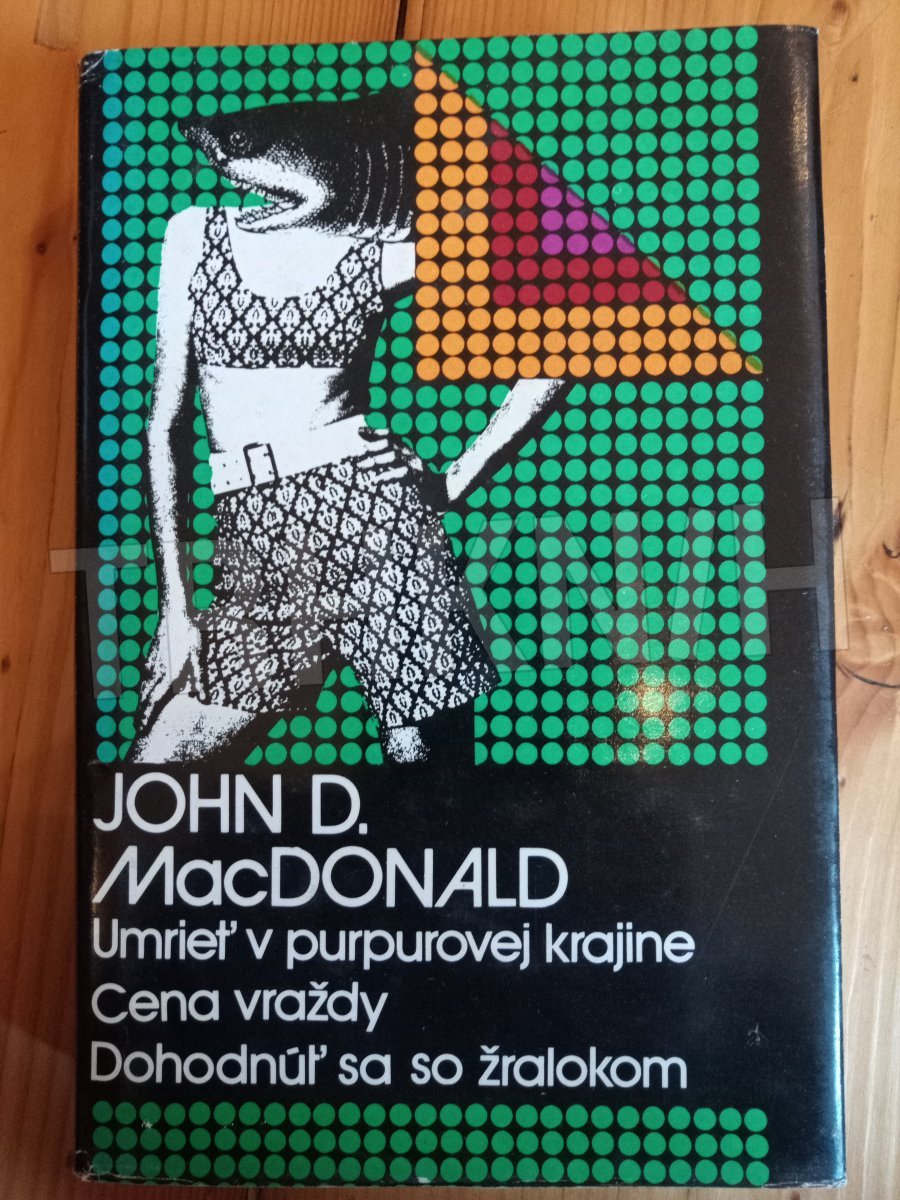 JOHN D.
MacDONALD
Umrieť v purpurovej krajine
Cena vraždy
Dohodnúť sa so žralokom